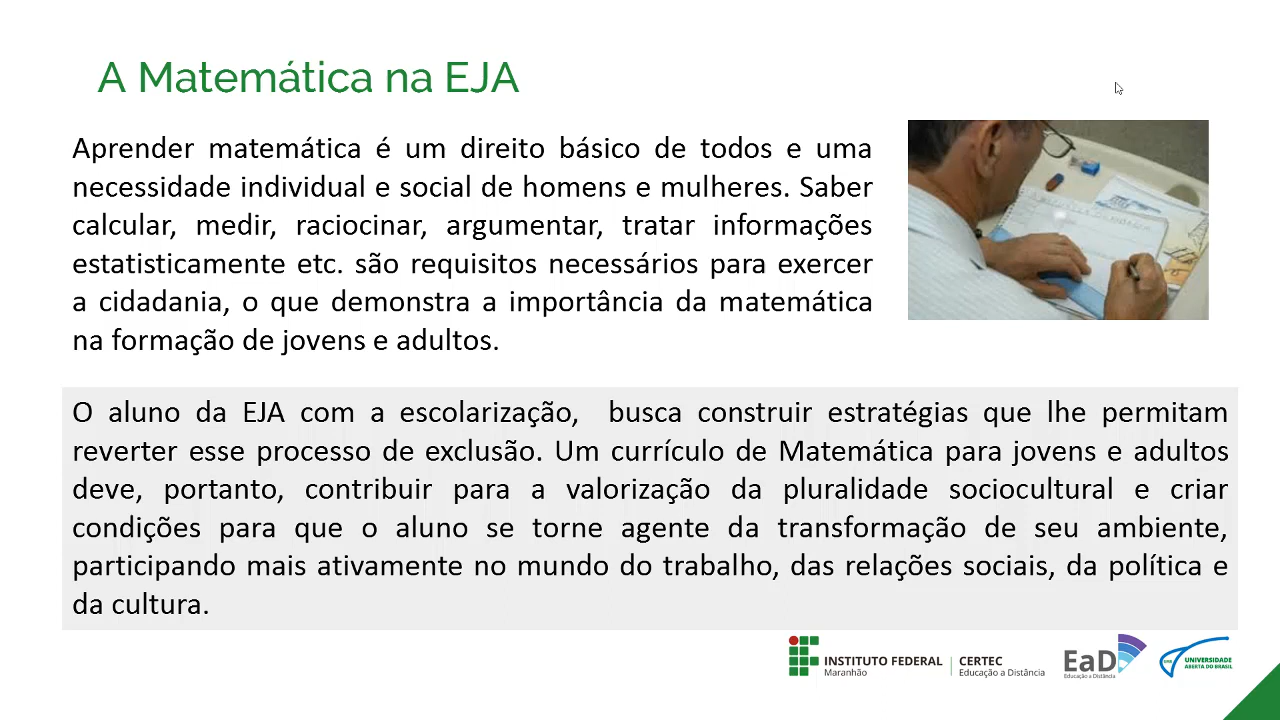 A Matemática na EJA
Aprender matemática é um direito básico de todos e uma
necessidade individual e social de homens e mulheres. Saber
calcular, medir, raciocinar, argumentar, tratar informações
estatisticamente etc. são requisitos necessários para exercer
a cidadania, o que demonstra a importância da matemática
na formação de jovens e adultos.
O aluno da EJA com a escolarização, busca construir estratégias que lhe permitam
reverter esse processo de exclusão. Um currículo de Matemática para jovens e adultos
deve, portanto, contribuir para a valorização da pluralidade sociocultural e criar
condições para que o aluno se torne agente da transformação de seu ambiente,
participando mais ativamente no mundo do trabalho, das relações sociais, da política e
da cultura.
INSTITUTO FEDERAL
Maranhão
CERTEC
Educação a Distância
EaD
Educação a Distância
UAB
UNIVERSIDADE
ABERTA DO BRASIL